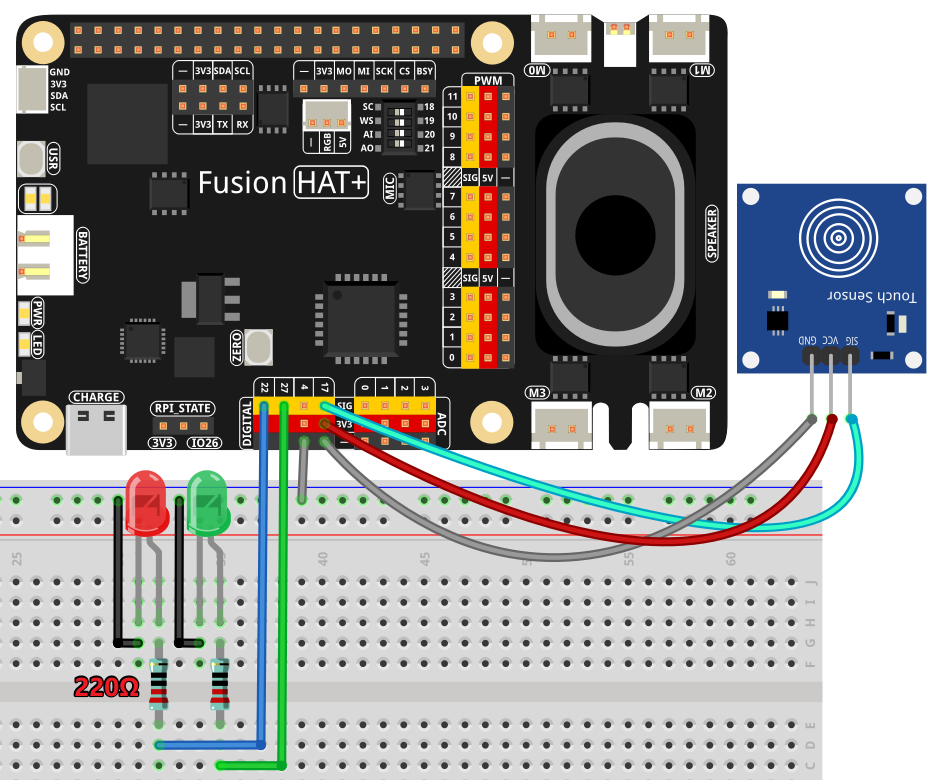 GND
3V3
SDA
SCL
— 3V3 SDA SCL
— 3V3 TX RX
— 3V3 MO MI SCK CS BSY
— RGB 5V
SC 18
WS 19
AI 20
AO 21
M0
M1
PWM
11
10
9
8
SIG 5V —
7
6
5
4
SIG 5V —
3
2
1
0
USR
Fusion HAT+
MIC
SPEAKER
BATTERY
PWR
LED
ZERO
CHARGE
RPI_STATE
3V3 IO26
DIGITAL
22 27 4 17
SIG
3V3
—
0 1 2 3
ADC
M3
M2
Touch Sensor
GND VCC SIG
25 40 45 55 60
J
I
H
G
F
E
D
C
220Ω